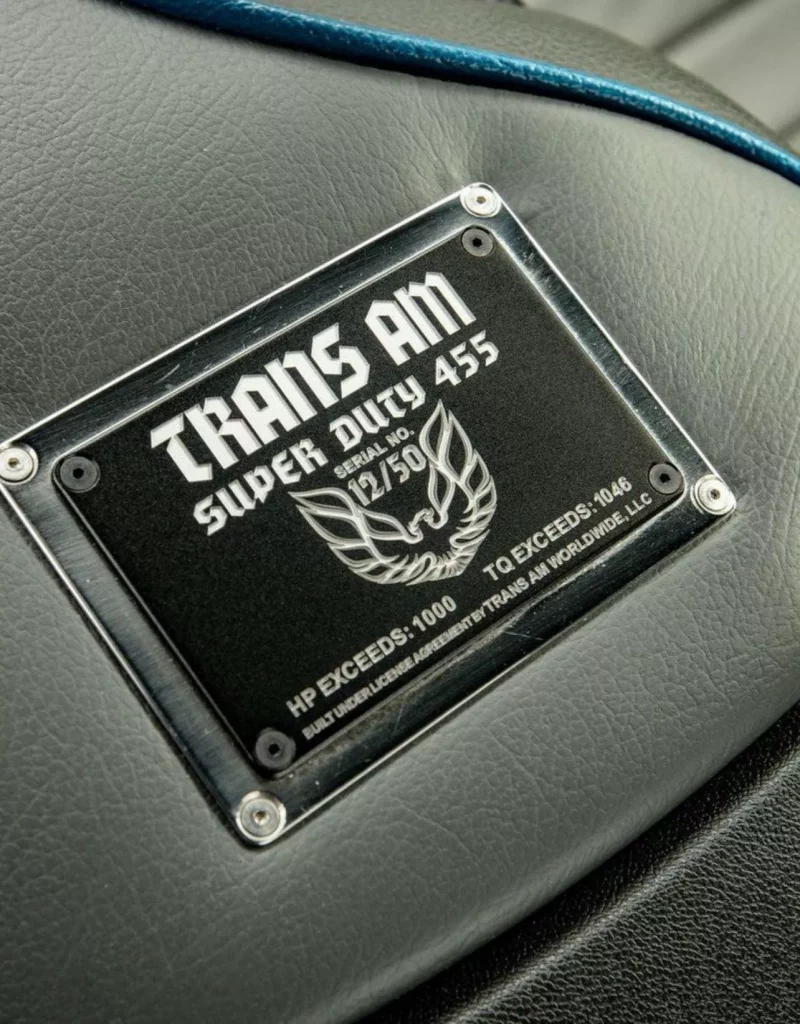 TRANS AM
SUPER DUTY 455
SERIAL NO.
12/50
HP EXCEEDS: 1000 TQ EXCEEDS: 1046
BUILT UNDER LICENSE AGREEMENT BY TRANS AM WORLDWIDE, LLC